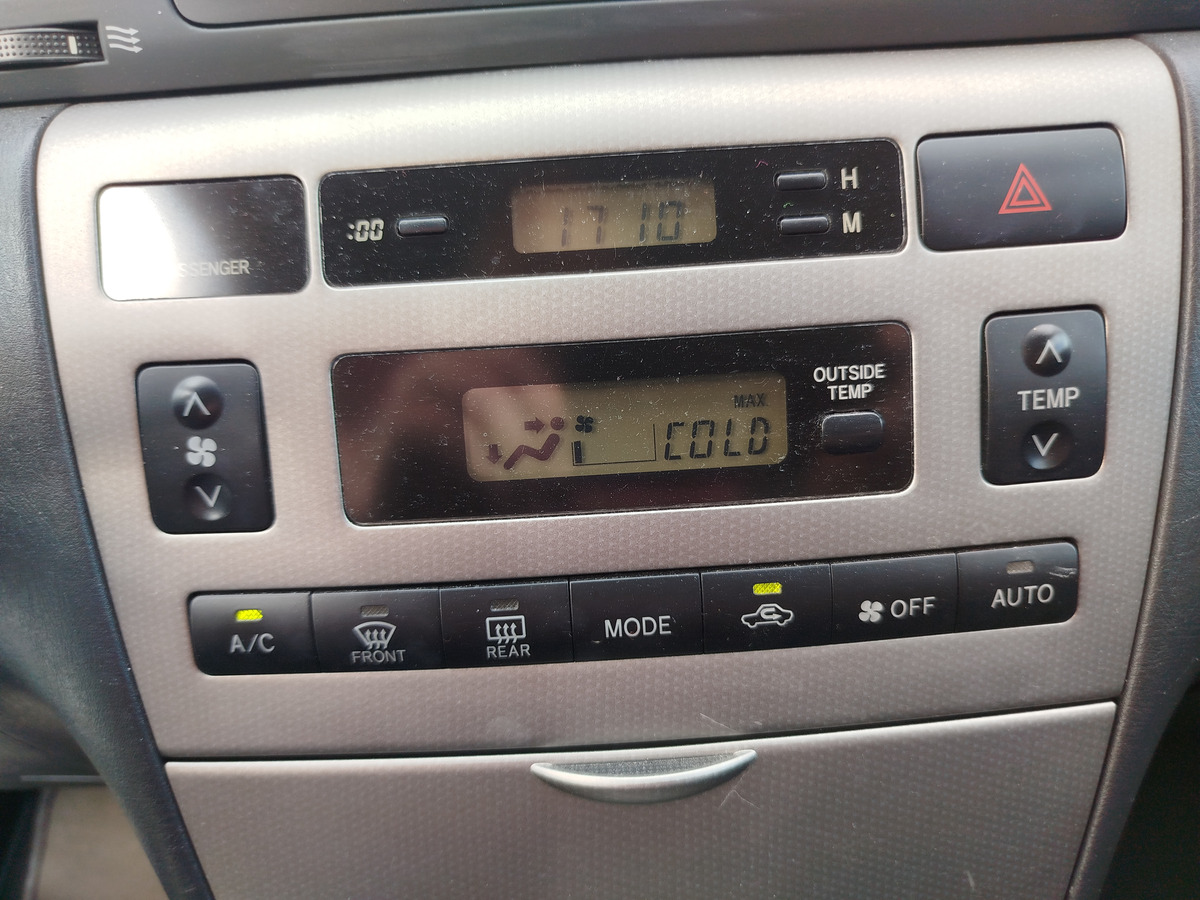 :00
17 10
H
M
SSENGER
OUTSIDE
TEMP
MAX
COLD
TEMP
A/C
FRONT
REAR
MODE
OFF
AUTO